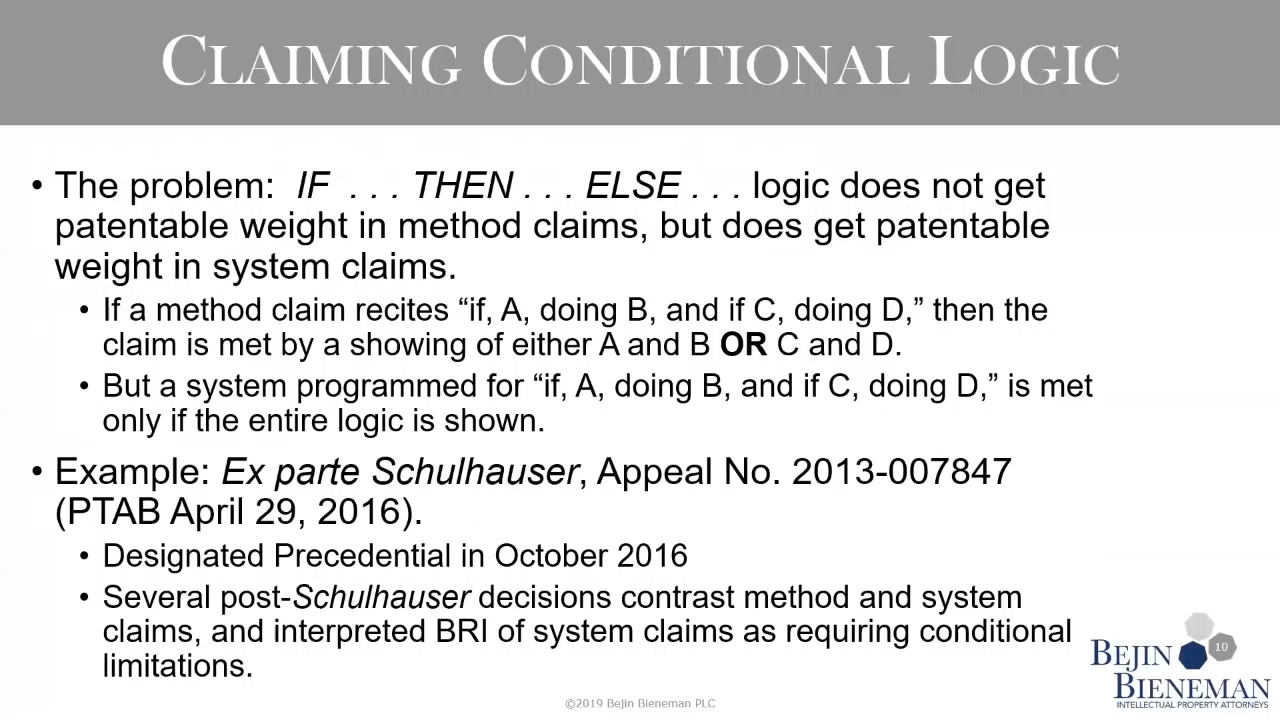 CLAIMING CONDITIONAL LOGIC
• The problem: IF . . . THEN . . . ELSE . . . logic does not get
patentable weight in method claims, but does get patentable
weight in system claims.
• If a method claim recites “if, A, doing B, and if C, doing D,” then the
claim is met by a showing of either A and B OR C and D.
• But a system programmed for “if, A, doing B, and if C, doing D,” is met
only if the entire logic is shown.
• Example: Ex parte Schulhauser, Appeal No. 2013-007847
(PTAB April 29, 2016).
• Designated Precedential in October 2016
• Several post-Schulhauser decisions contrast method and system
claims, and interpreted BRI of system claims as requiring conditional
limitations.
10
BEJIN
BIENEMAN
INTELLECTUAL PROPERTY ATTORNEYS
©2019 Bejin Bieneman PLC